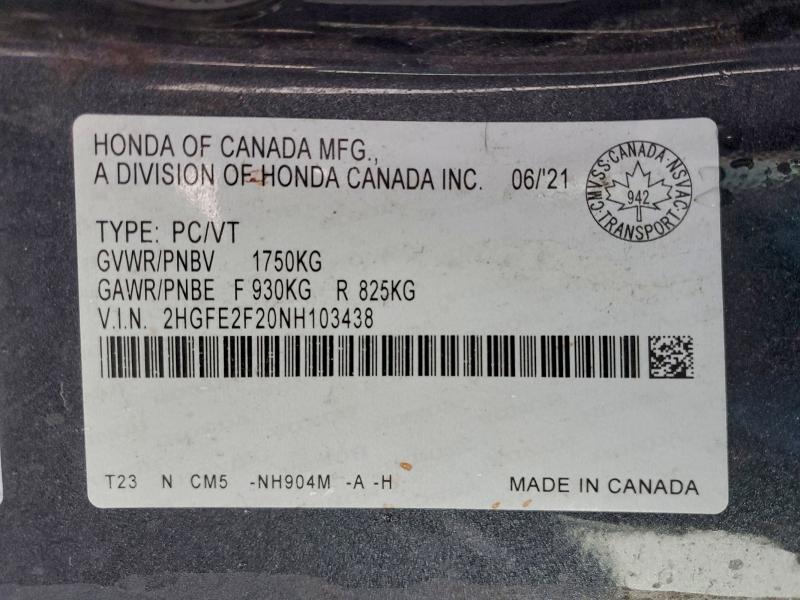 HONDA OF CANADA MFG.,
A DIVISION OF HONDA CANADA INC. 06/'21
CMVSS·CANADA·NSVAC
942
TRANSPORT
TYPE: PC/VT
GVWR/PNBV 1750KG
GAWR/PNBE F 930KG R 825KG
V.I.N. 2HGFE2F20NH103438
T23 N CM5 -NH904M -A -H
MADE IN CANADA